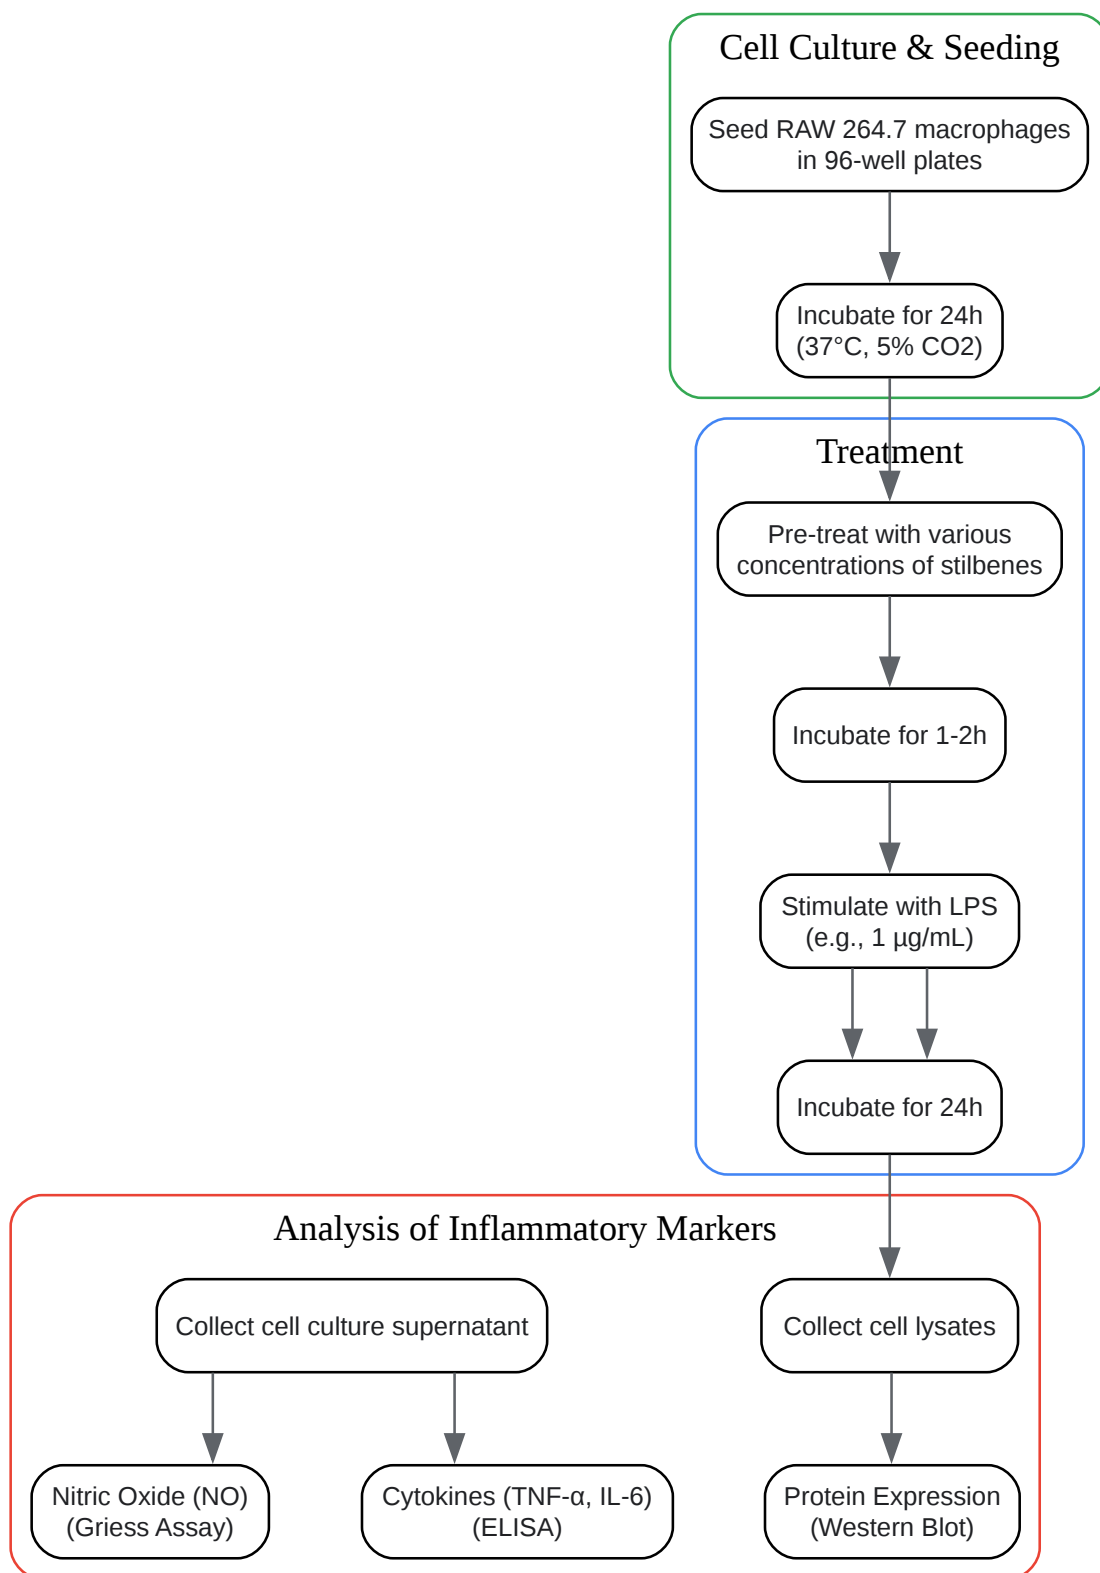 Cell Culture & Seeding
Seed RAW 264.7 macrophages
in 96-well plates
Incubate for 24h
(37°C, 5% CO2)
Treatment
Pre-treat with various
concentrations of stilbenes
Incubate for 1-2h
Stimulate with LPS
(e.g., 1 µg/mL)
Incubate for 24h
Analysis of Inflammatory Markers
Collect cell culture supernatant
Collect cell lysates
Nitric Oxide (NO)
(Griess Assay)
Cytokines (TNF-α, IL-6)
(ELISA)
Protein Expression
(Western Blot)